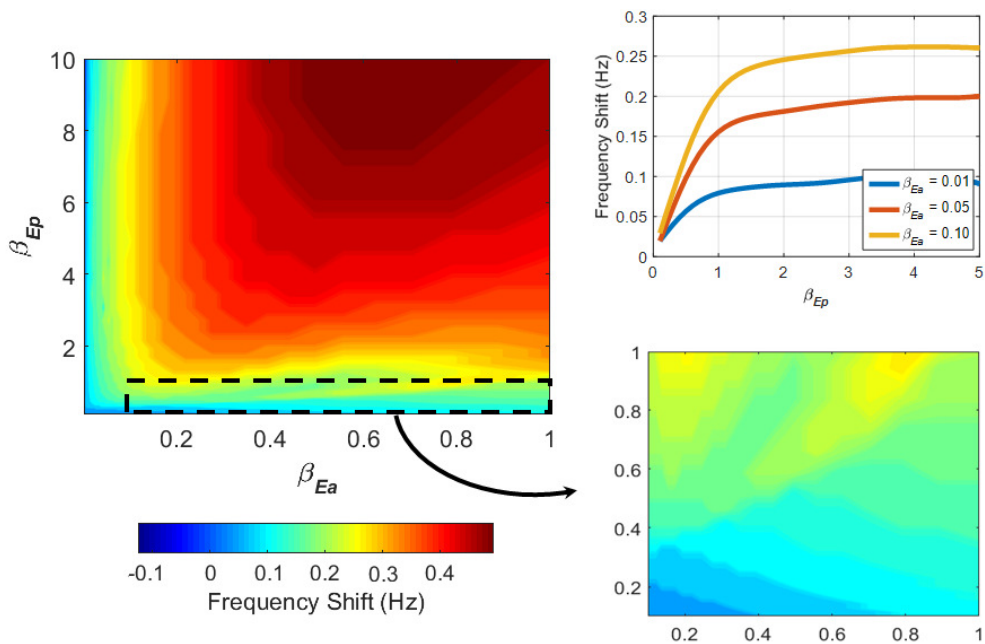 10
8
6
4
2
β_Ep
0.2 0.4 0.6 0.8 1
β_Ea
-0.1 0 0.1 0.2 0.3 0.4
Frequency Shift (Hz)
0.3
0.25
0.2
0.15
0.1
0.05
0
Frequency Shift (Hz)
β_Ea = 0.01
β_Ea = 0.05
β_Ea = 0.10
0 1 2 3 4 5
β_Ep
1
0.8
0.6
0.4
0.2
0.2 0.4 0.6 0.8 1